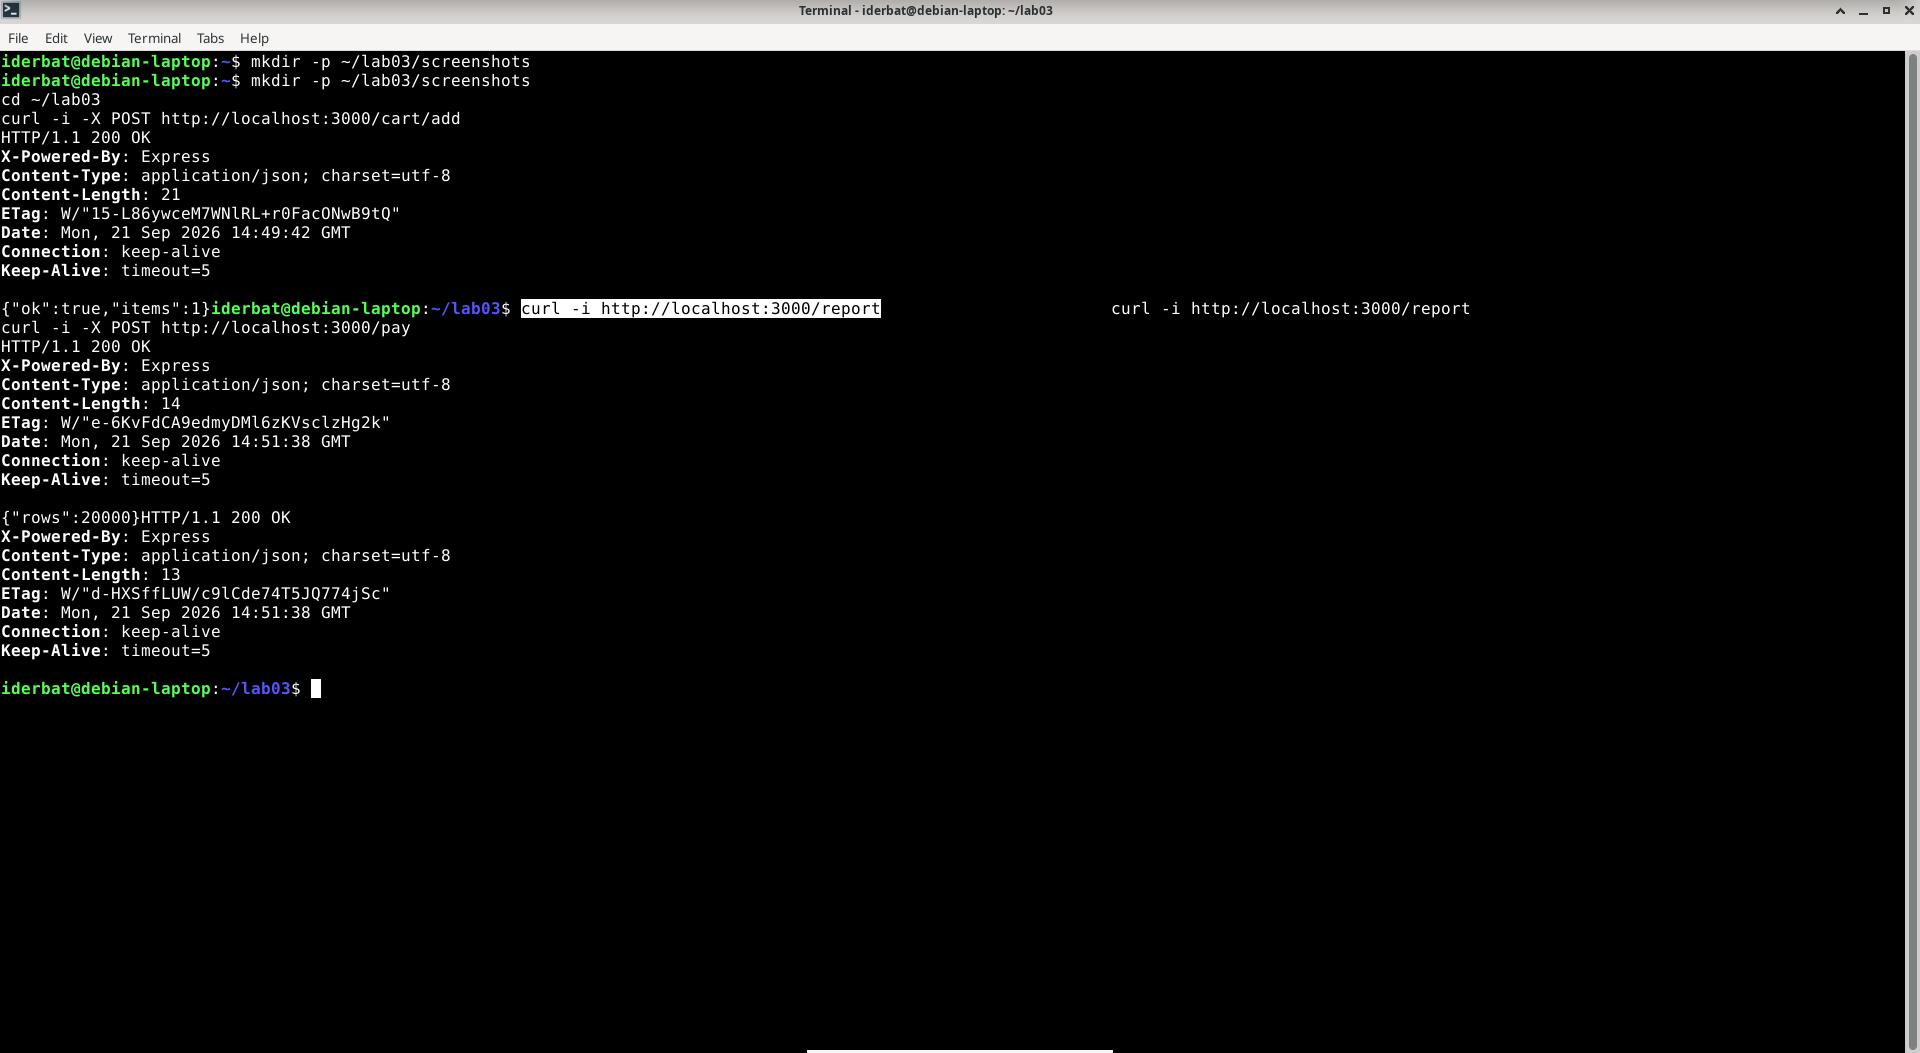 Terminal - iderbat@debian-laptop: ~/lab03
File Edit View Terminal Tabs Help
iderbat@debian-laptop:~$ mkdir -p ~/lab03/screenshots
iderbat@debian-laptop:~$ mkdir -p ~/lab03/screenshots
cd ~/lab03
curl -i -X POST http://localhost:3000/cart/add
HTTP/1.1 200 OK
X-Powered-By: Express
Content-Type: application/json; charset=utf-8
Content-Length: 21
ETag: W/"15-L86ywceM7WNlRL+r0FacONwB9tQ"
Date: Mon, 21 Sep 2026 14:49:42 GMT
Connection: keep-alive
Keep-Alive: timeout=5
{"ok":true,"items":1}iderbat@debian-laptop:~/lab03$ curl -i http://localhost:3000/report curl -i http://localhost:3000/report
curl -i -X POST http://localhost:3000/pay
HTTP/1.1 200 OK
X-Powered-By: Express
Content-Type: application/json; charset=utf-8
Content-Length: 14
ETag: W/"e-6KvFdCA9edmyDMl6zKVsclzHg2k"
Date: Mon, 21 Sep 2026 14:51:38 GMT
Connection: keep-alive
Keep-Alive: timeout=5
{"rows":20000}HTTP/1.1 200 OK
X-Powered-By: Express
Content-Type: application/json; charset=utf-8
Content-Length: 13
ETag: W/"d-HXSffLUW/c9lCde74T5JQ774jSc"
Date: Mon, 21 Sep 2026 14:51:38 GMT
Connection: keep-alive
Keep-Alive: timeout=5
iderbat@debian-laptop:~/lab03$